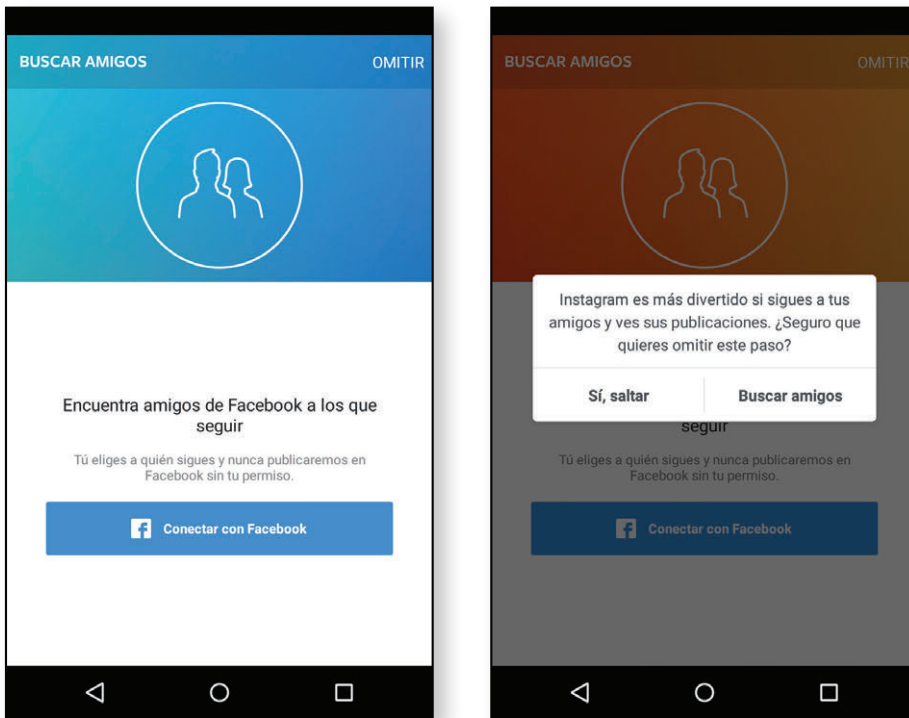 BUSCAR AMIGOS
OMITIR
Encuentra amigos de Facebook a los que
seguir
Tú eliges a quién sigues y nunca publicaremos en
Facebook sin tu permiso.
Conectar con Facebook
BUSCAR AMIGOS
OMITIR
Instagram es más divertido si sigues a tus
amigos y ves sus publicaciones. ¿Seguro que
quieres omitir este paso?
Sí, saltar
Buscar amigos
seguir
Tú eliges a quién sigues y nunca publicaremos en
Facebook sin tu permiso.
Conectar con Facebook